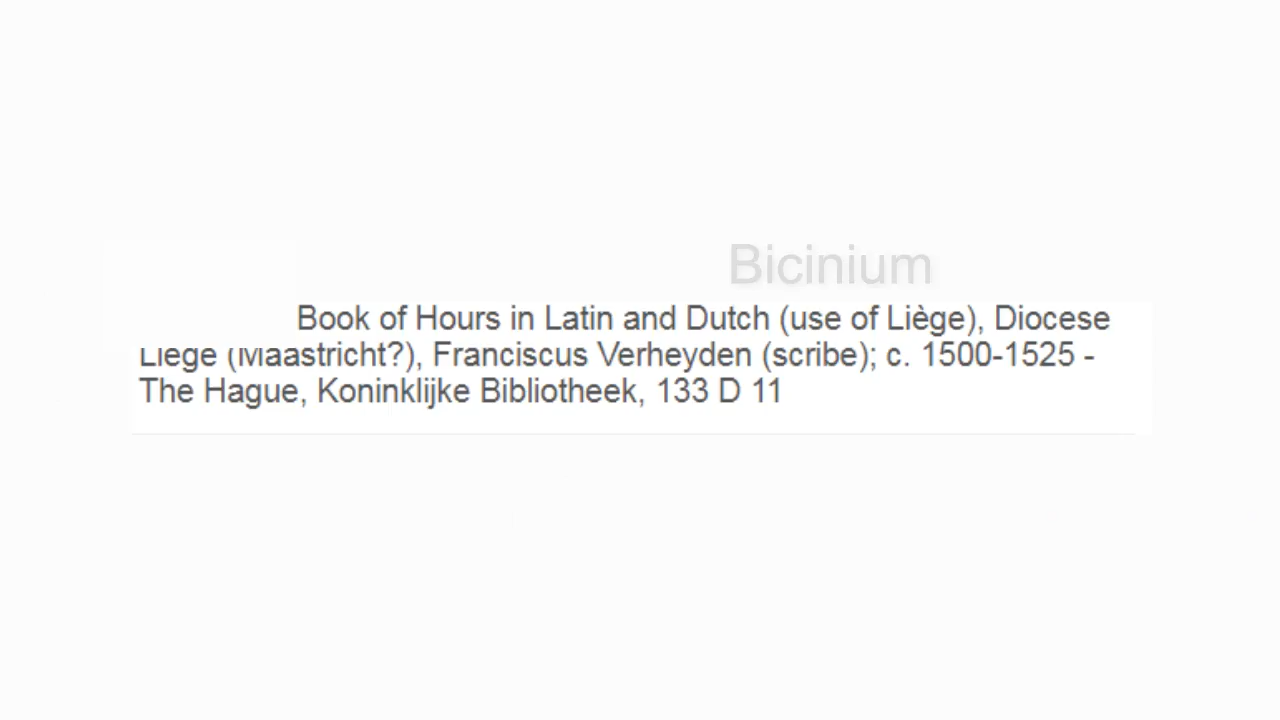 Bicinium
Book of Hours in Latin and Dutch (use of Liège), Diocese
Liège (Maastricht?), Franciscus Verheyden (scribe); c. 1500-1525 -
The Hague, Koninklijke Bibliotheek, 133 D 11